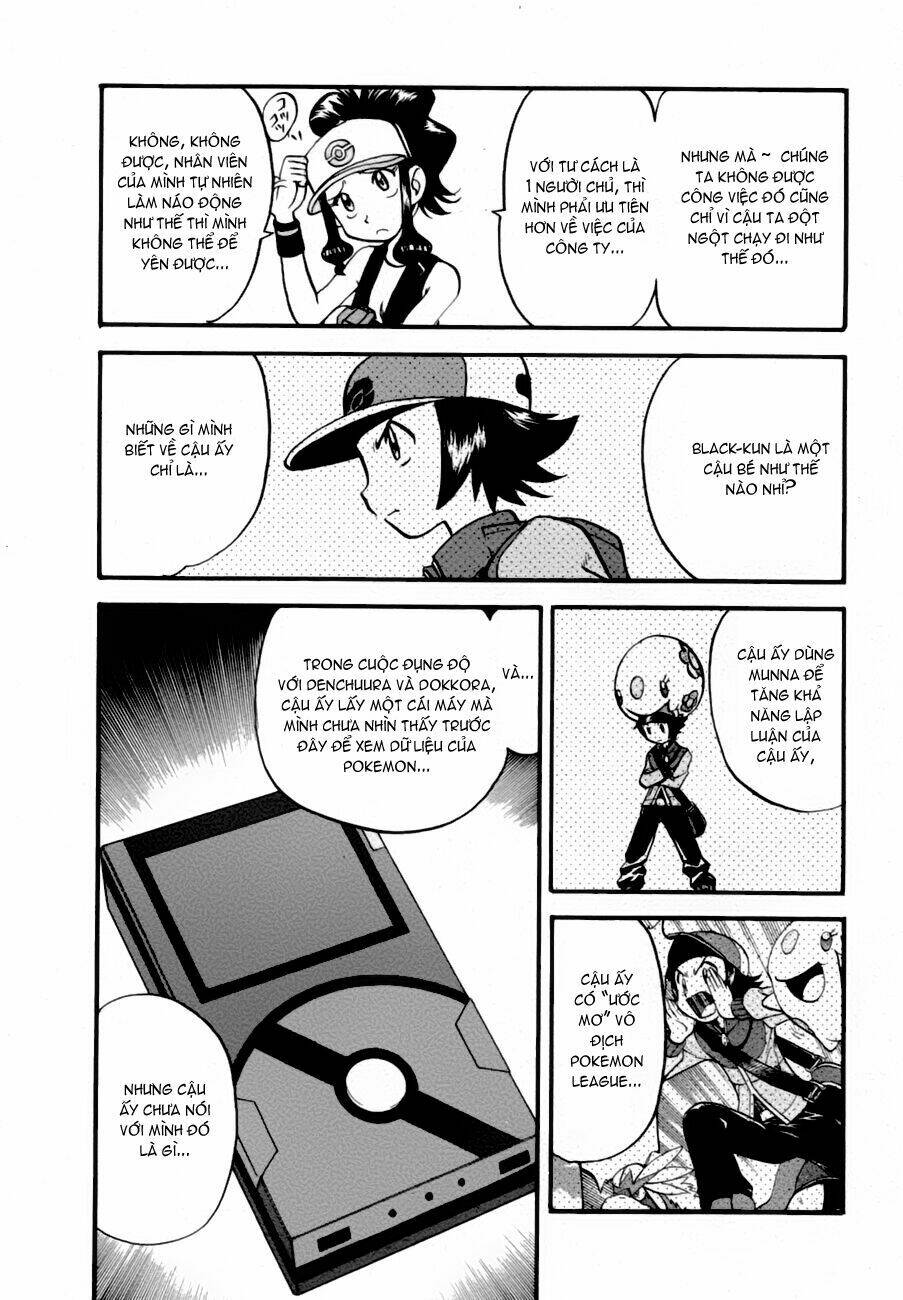 NHƯNG MÀ ~ CHÚNG
TA KHÔNG ĐƯỢC
CÔNG VIỆC ĐÓ CŨNG
CHỈ VÌ CẬU TA ĐỘT
NGỘT CHẠY ĐI NHƯ
THẾ ĐÓ...
VỚI TƯ CÁCH LÀ
1 NGƯỜI CHỦ, THÌ
MÌNH PHẢI ƯU TIÊN
HƠN VỀ VIỆC CỦA
CÔNG TY...
コツコツ
KHÔNG, KHÔNG
ĐƯỢC, NHÂN VIÊN
CỦA MÌNH TỰ NHIÊN
LÀM NÁO ĐỘNG
NHƯ THẾ THÌ MÌNH
KHÔNG THỂ ĐỂ
YÊN ĐƯỢC...
BLACK-KUN LÀ MỘT
CẬU BÉ NHƯ THẾ
NÀO NHỈ?
NHỮNG GÌ MÌNH
BIẾT VỀ CẬU ẤY
CHỈ LÀ...
CẬU ẤY DÙNG
MUNNA ĐỂ
TĂNG KHẢ
NĂNG LẬP
LUẬN CỦA
CẬU ẤY,
CẬU ẤY
CÓ "ƯỚC
MƠ" VÔ
ĐỊCH
POKEMON
LEAGUE...
VÀ...
TRONG CUỘC ĐỤNG ĐỘ
VỚI DENCHUURA VÀ DOKKORA,
CẬU ẤY LẤY MỘT CÁI MÁY MÀ
MÌNH CHƯA NHÌN THẤY TRƯỚC
ĐÂY ĐỂ XEM DỮ LIỆU CỦA
POKEMON...
NHƯNG CẬU
ẤY CHƯA NÓI
VỚI MÌNH ĐÓ
LÀ GÌ...